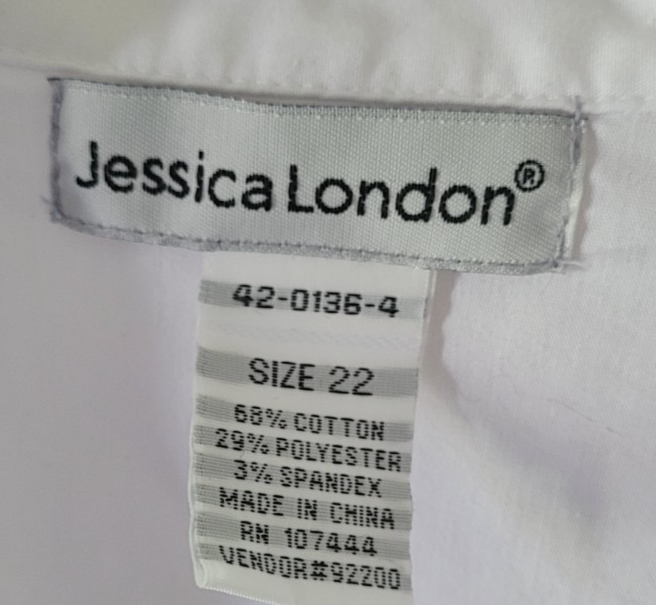 Jessica London®
42-0136-4
SIZE 22
68% COTTON
29% POLYESTER
3% SPANDEX
MADE IN CHINA
RN 107444
VENDOR#92200